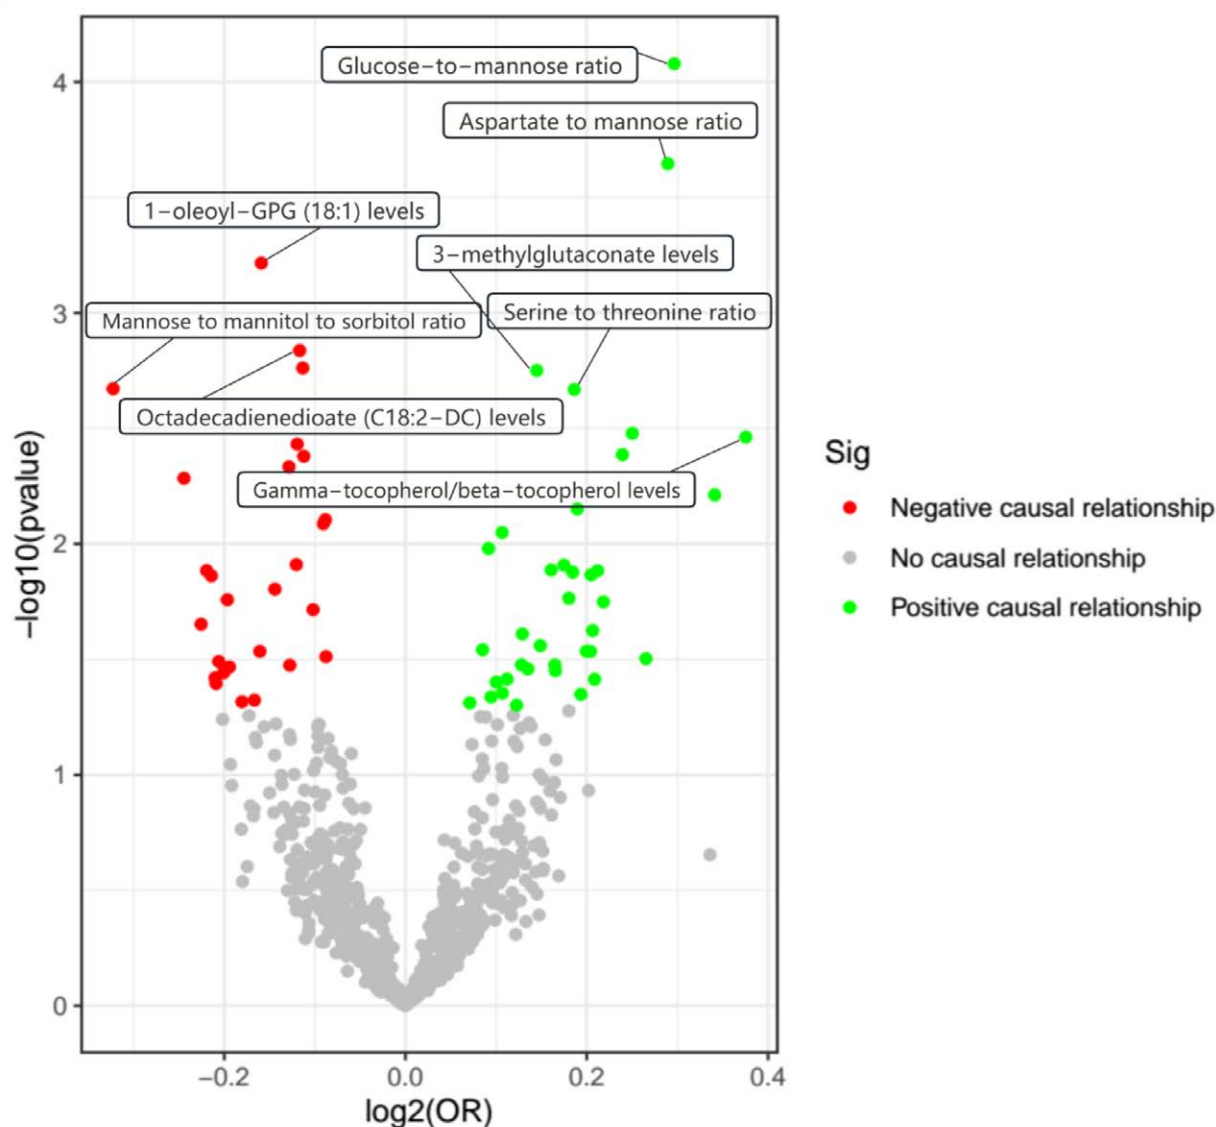 Glucose−to−mannose ratio
Aspartate to mannose ratio
1−oleoyl−GPG (18:1) levels
3−methylglutaconate levels
Serine to threonine ratio
Mannose to mannitol to sorbitol ratio
Octadecadienedioate (C18:2−DC) levels
Gamma−tocopherol/beta−tocopherol levels
4
3
2
1
0
−log10(pvalue)
−0.2
0.0
0.2
0.4
log2(OR)
Sig
Negative causal relationship
No causal relationship
Positive causal relationship